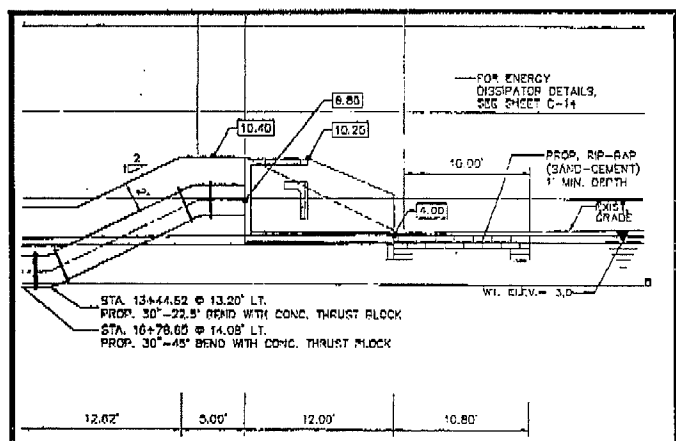 FOR ENERGY
DISSIPATOR DETAILS,
SEE SHEET C-14
8.80
10.40
10.25
2
10.00'
PROP. RIP-RAP
(SAND-CEMENT)
1' MIN. DEPTH
4.00
EXIST.
GRADE
STA. 13+44.52 @ 13.20' LT.
PROP. 30"-22.5° BEND WITH CONC. THRUST BLOCK
STA. 16+78.60 @ 14.08' LT.
PROP. 30"-45° BEND WITH CONC. THRUST BLOCK
ELEV.= 3.0
12.62'
5.00'
12.00'
10.80'